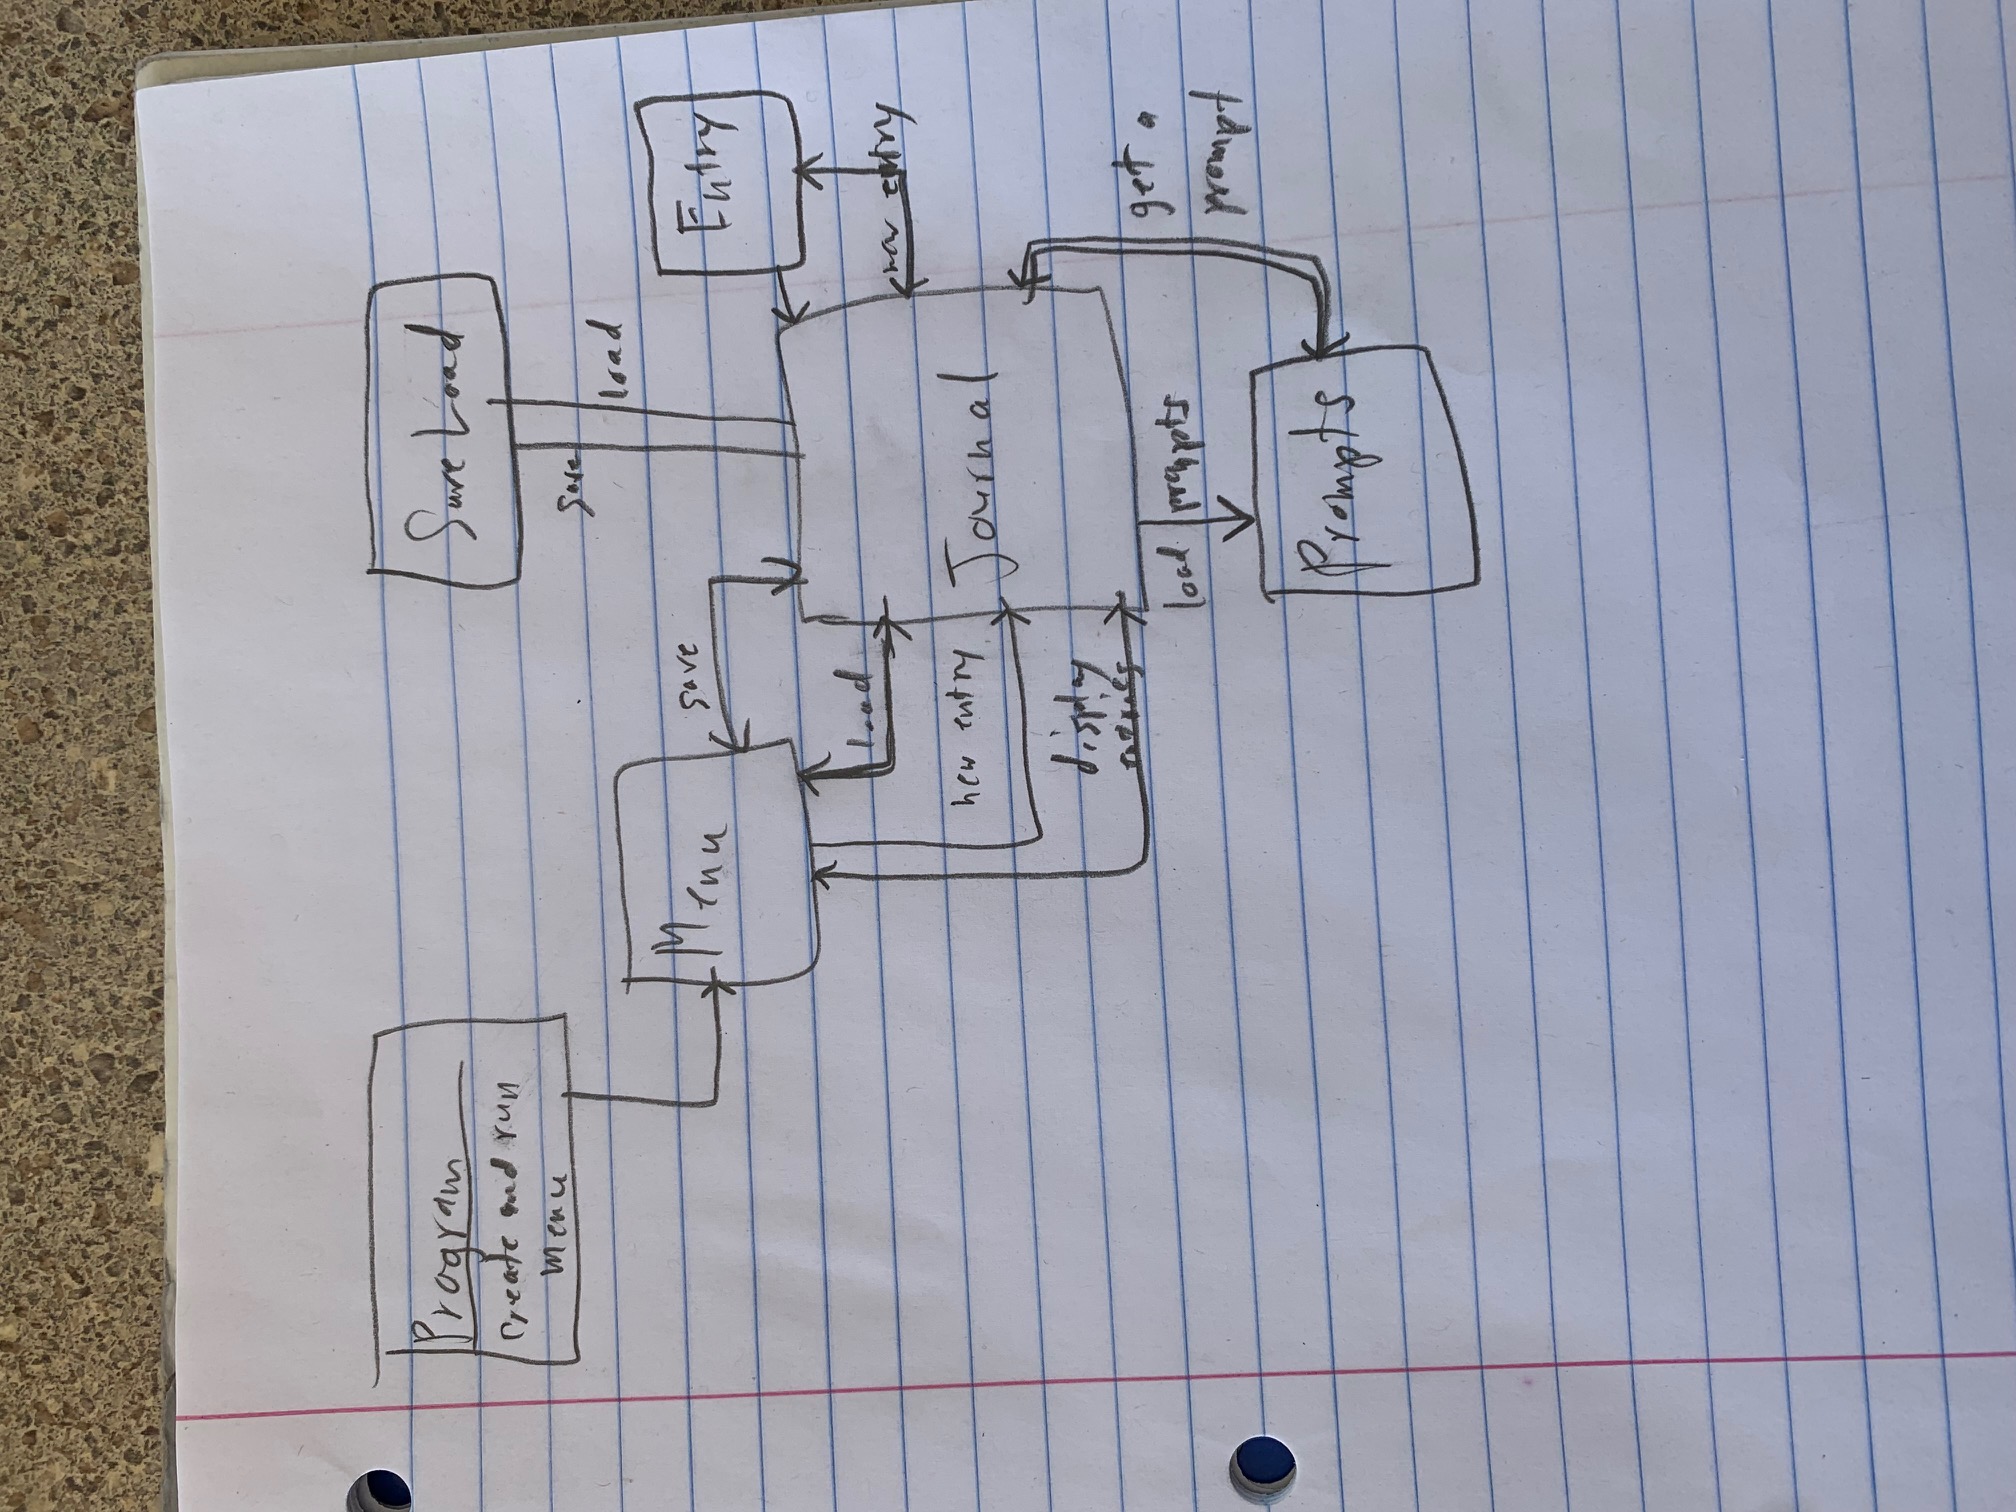 Program
create and run
menu
Save Load
save
load
Menu
save
Entry
load
new entry
new entry
Journal
display
entries
load prompts
get a
prompt
Prompts